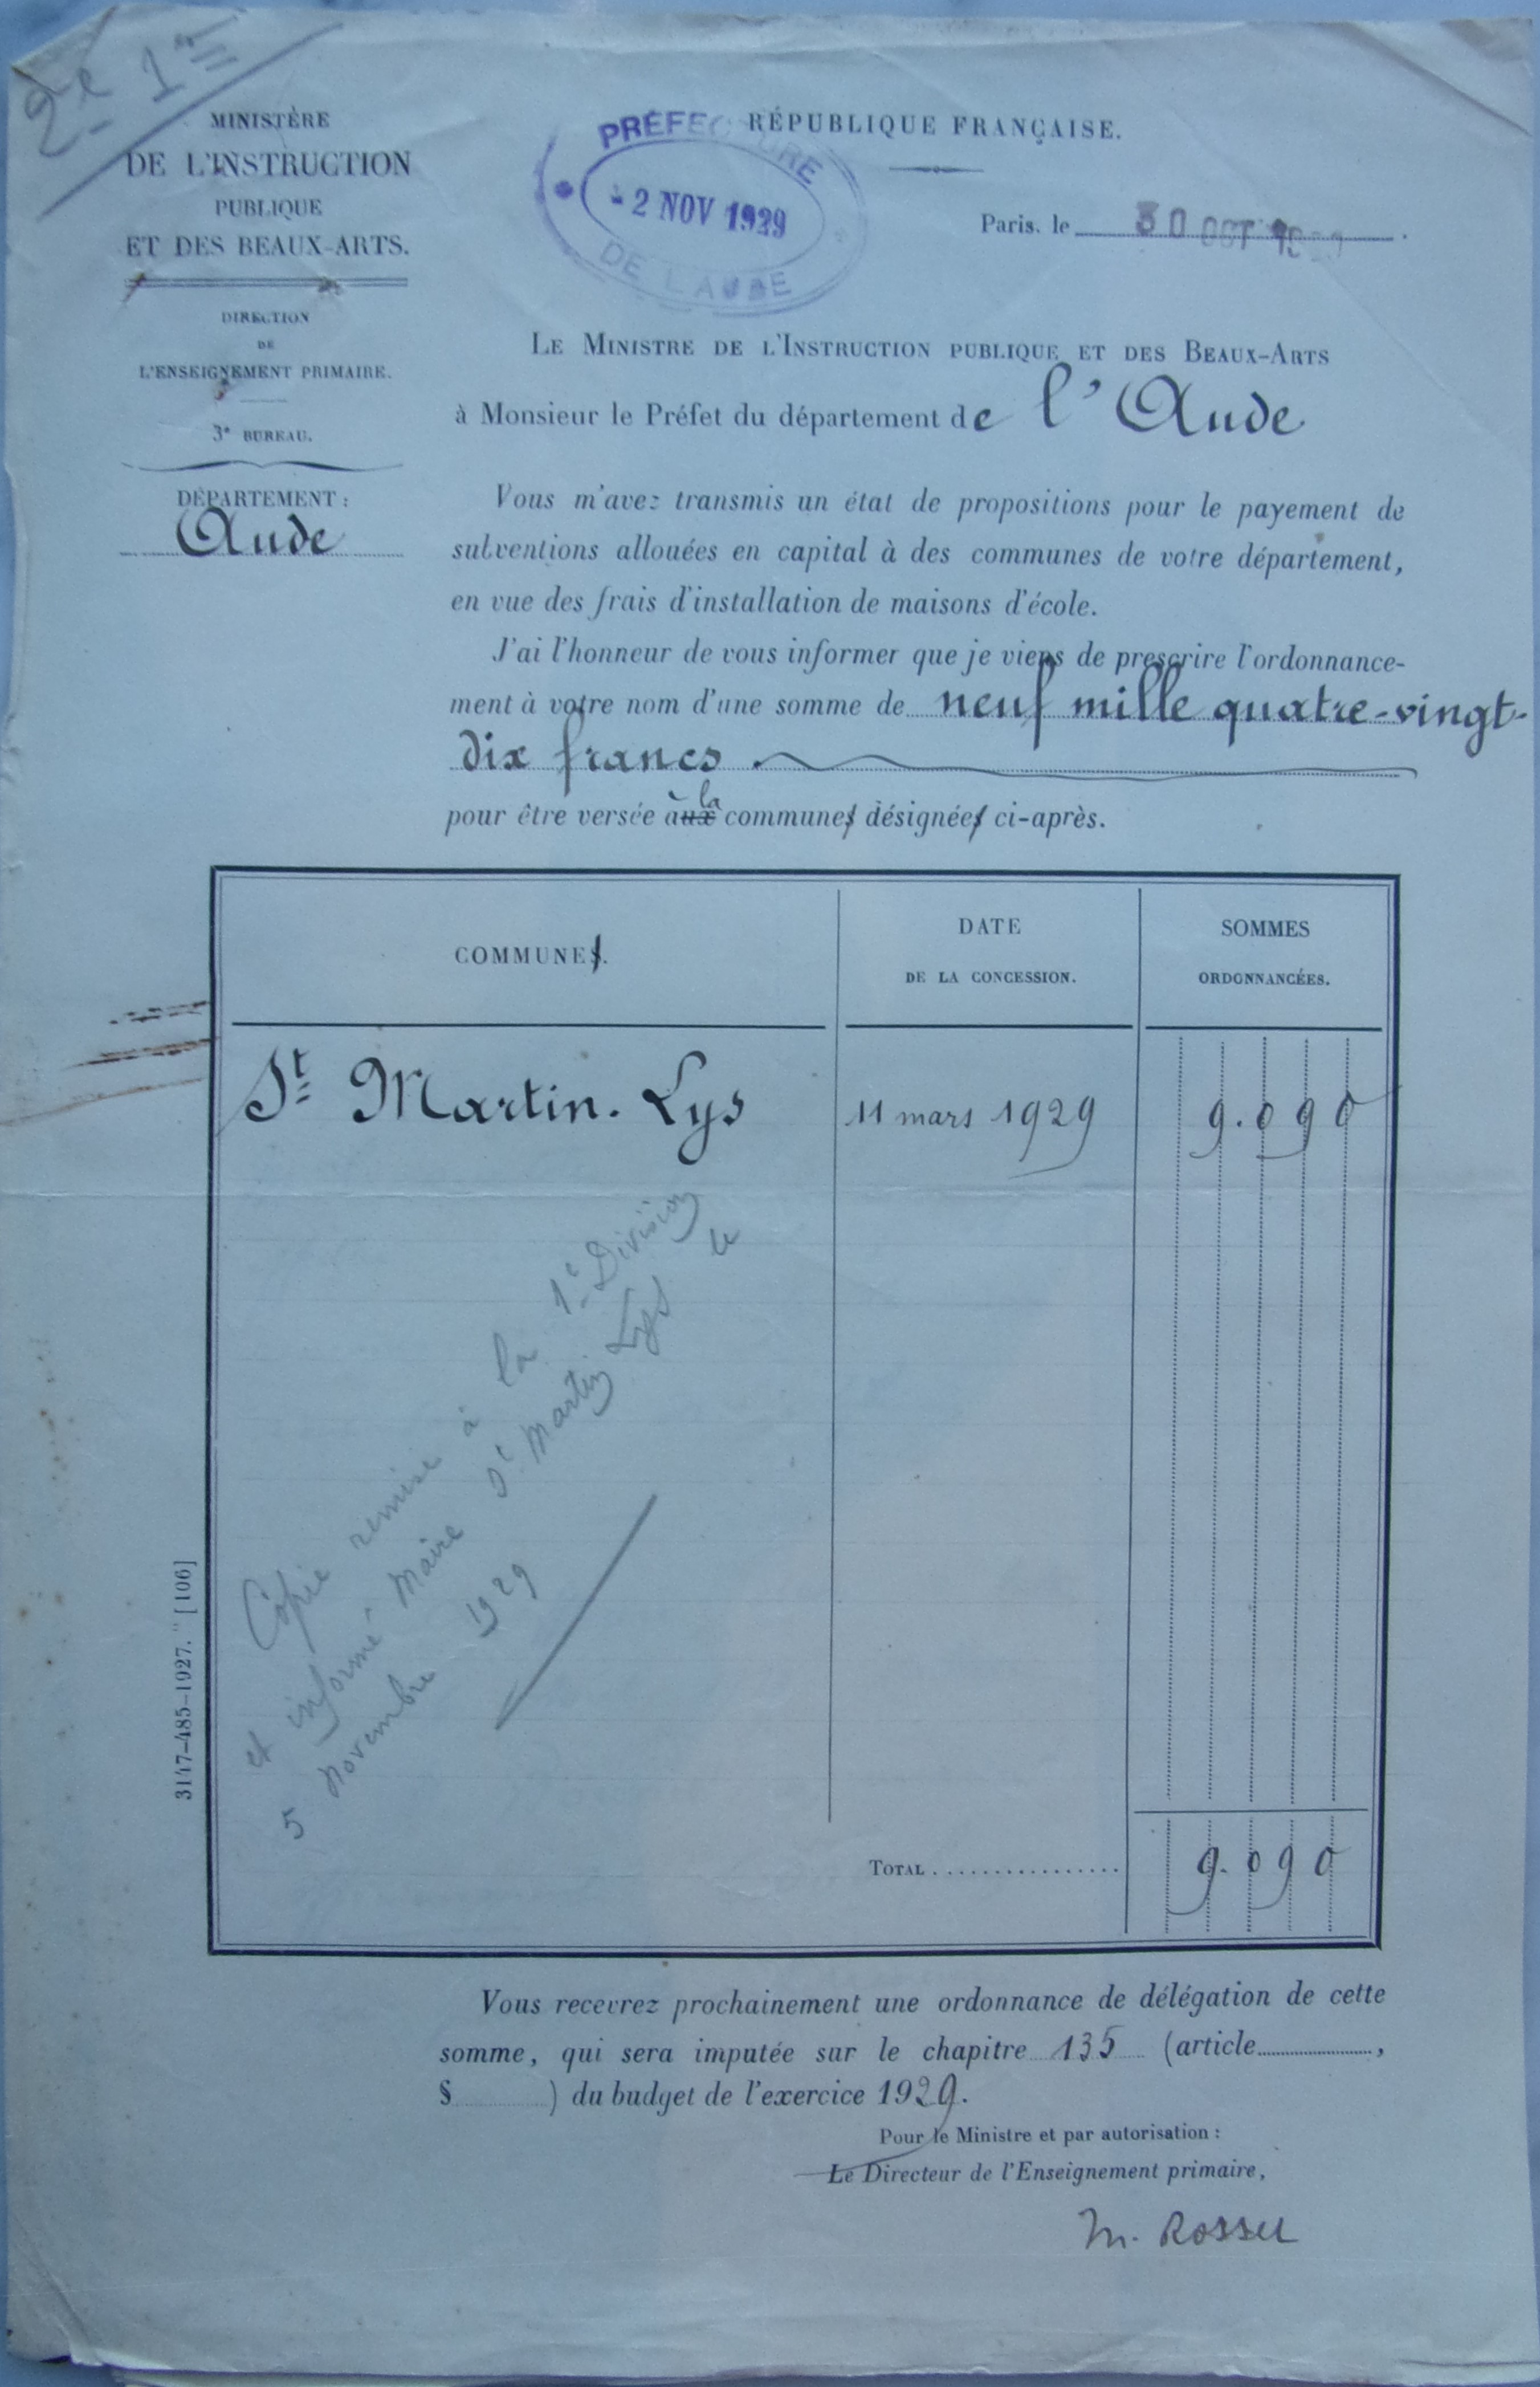 2e 1re
MINISTÈRE
DE L'INSTRUCTION
PUBLIQUE
ET DES BEAUX-ARTS.
DIRECTION
DE
L'ENSEIGNEMENT PRIMAIRE.
3e BUREAU.
DÉPARTEMENT :
Aude
PRÉFECTURE
- 2 NOV 1929
DE L'AUDE
RÉPUBLIQUE FRANÇAISE.
Paris, le 30 OCT 1929
LE MINISTRE DE L'INSTRUCTION PUBLIQUE ET DES BEAUX-ARTS
à Monsieur le Préfet du département de l'Aude
Vous m'avez transmis un état de propositions pour le payement de
subventions allouées en capital à des communes de votre département,
en vue des frais d'installation de maisons d'école.
J'ai l'honneur de vous informer que je viens de prescrire l'ordonnance-
ment à votre nom d'une somme de neuf mille quatre-vingt-
dix francs
pour être versée à la commune désignée ci-après.
COMMUNE.
DATE
DE LA CONCESSION.
SOMMES
ORDONNANCÉES.
St Martin. Lys 11 mars 1929 9.090
Copie remise à la 1e Division
et informé Maire St Martin Lys le
5 Novembre 1929
TOTAL ................ 9.090
3147-485-1927. " [106]
Vous recevrez prochainement une ordonnance de délégation de cette
somme, qui sera imputée sur le chapitre 135 (article ,
§ ) du budget de l'exercice 1929.
Pour le Ministre et par autorisation :
Le Directeur de l'Enseignement primaire,